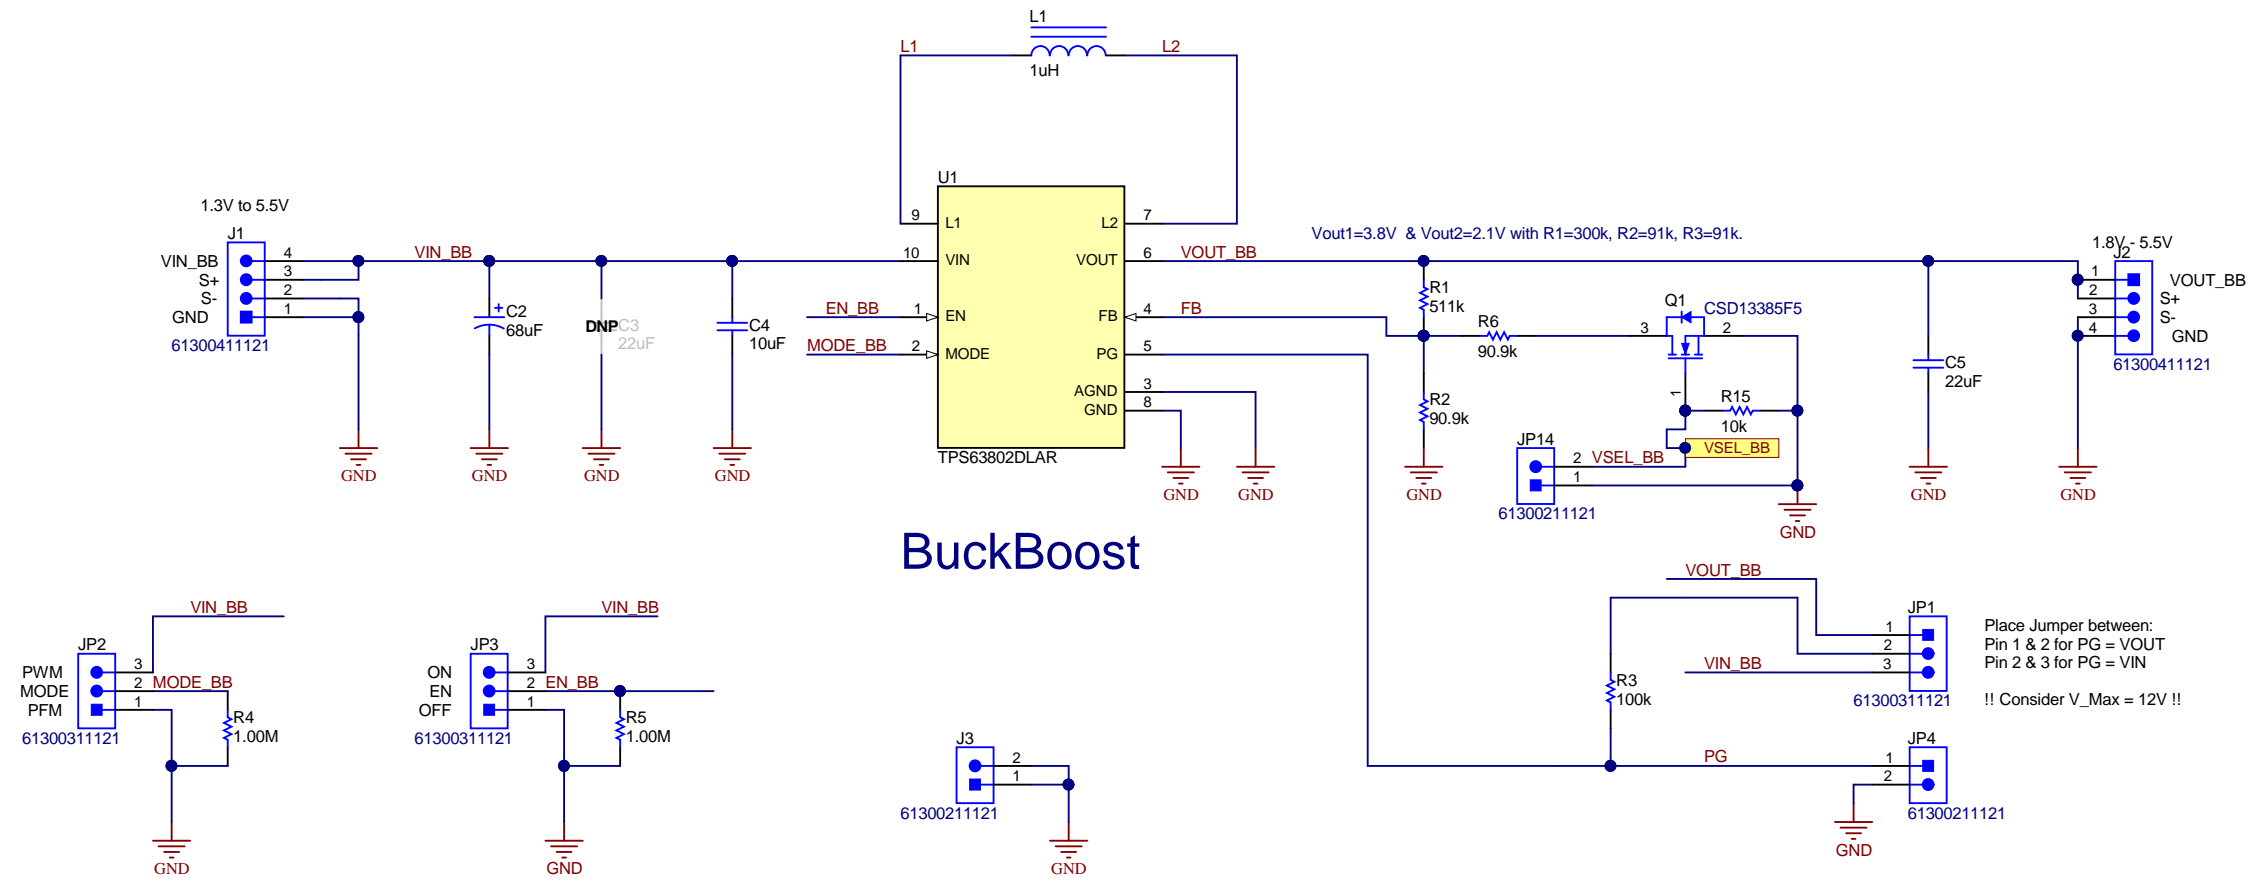 L1
L1
L2
1uH
U1
9
L1
L2
7
10
VIN
VOUT
6
VOUT_BB
1
EN
FB
4
FB
2
MODE
PG
5
AGND
3
GND
8
TPS63802DLAR
EN_BB
MODE_BB
1.3V to 5.5V
J1
VIN_BB
4
S+
3
S-
2
GND
1
61300411121
VIN_BB
+
C2
68uF
DNP
C3
22uF
C4
10uF
GND
GND
GND
GND
GND
GND
Vout1=3.8V & Vout2=2.1V with R1=300k, R2=91k, R3=91k.
R1
511k
R2
90.9k
GND
R6
90.9k
Q1
CSD13385F5
3
2
1
R15
10k
JP14
2
VSEL_BB
VSEL_BB
1
61300211121
GND
C5
22uF
GND
1.8V - 5.5V
J2
1
VOUT_BB
2
S+
3
S-
4
GND
61300411121
GND
BuckBoost
VIN_BB
JP2
PWM
3
MODE
2
MODE_BB
PFM
1
61300311121
R4
1.00M
GND
VIN_BB
JP3
ON
3
EN
2
EN_BB
OFF
1
61300311121
R5
1.00M
GND
J3
2
1
61300211121
GND
VOUT_BB
JP1
1
2
VIN_BB
3
61300311121
R3
100k
Place Jumper between:
Pin 1 & 2 for PG = VOUT
Pin 2 & 3 for PG = VIN
!! Consider V_Max = 12V !!
JP4
PG
1
2
61300211121
GND